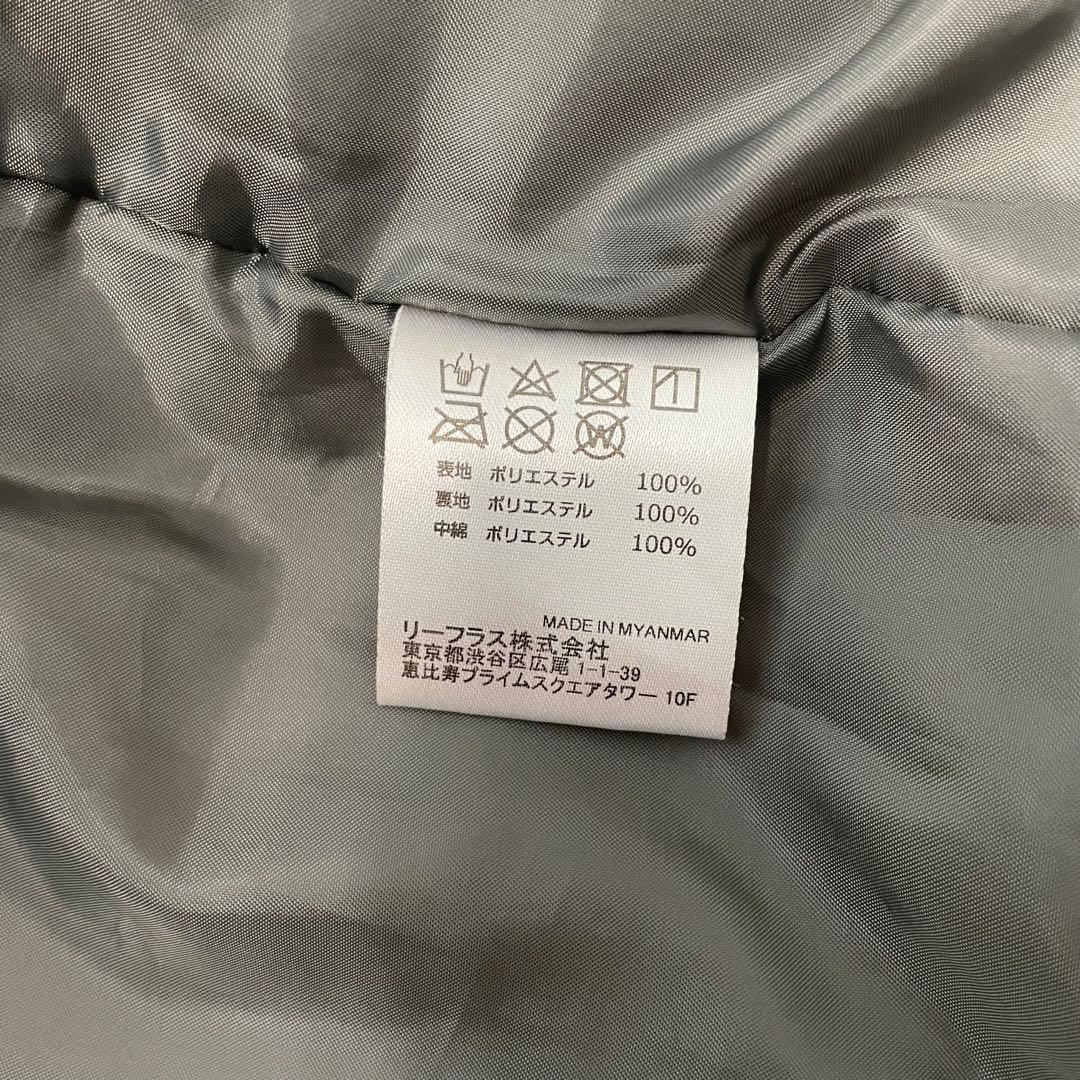 表地 ポリエステル 100%
裏地 ポリエステル 100%
中綿 ポリエステル 100%
MADE IN MYANMAR
リーフラス株式会社
東京都渋谷区広尾 1-1-39
恵比寿プライムスクエアタワー 10F